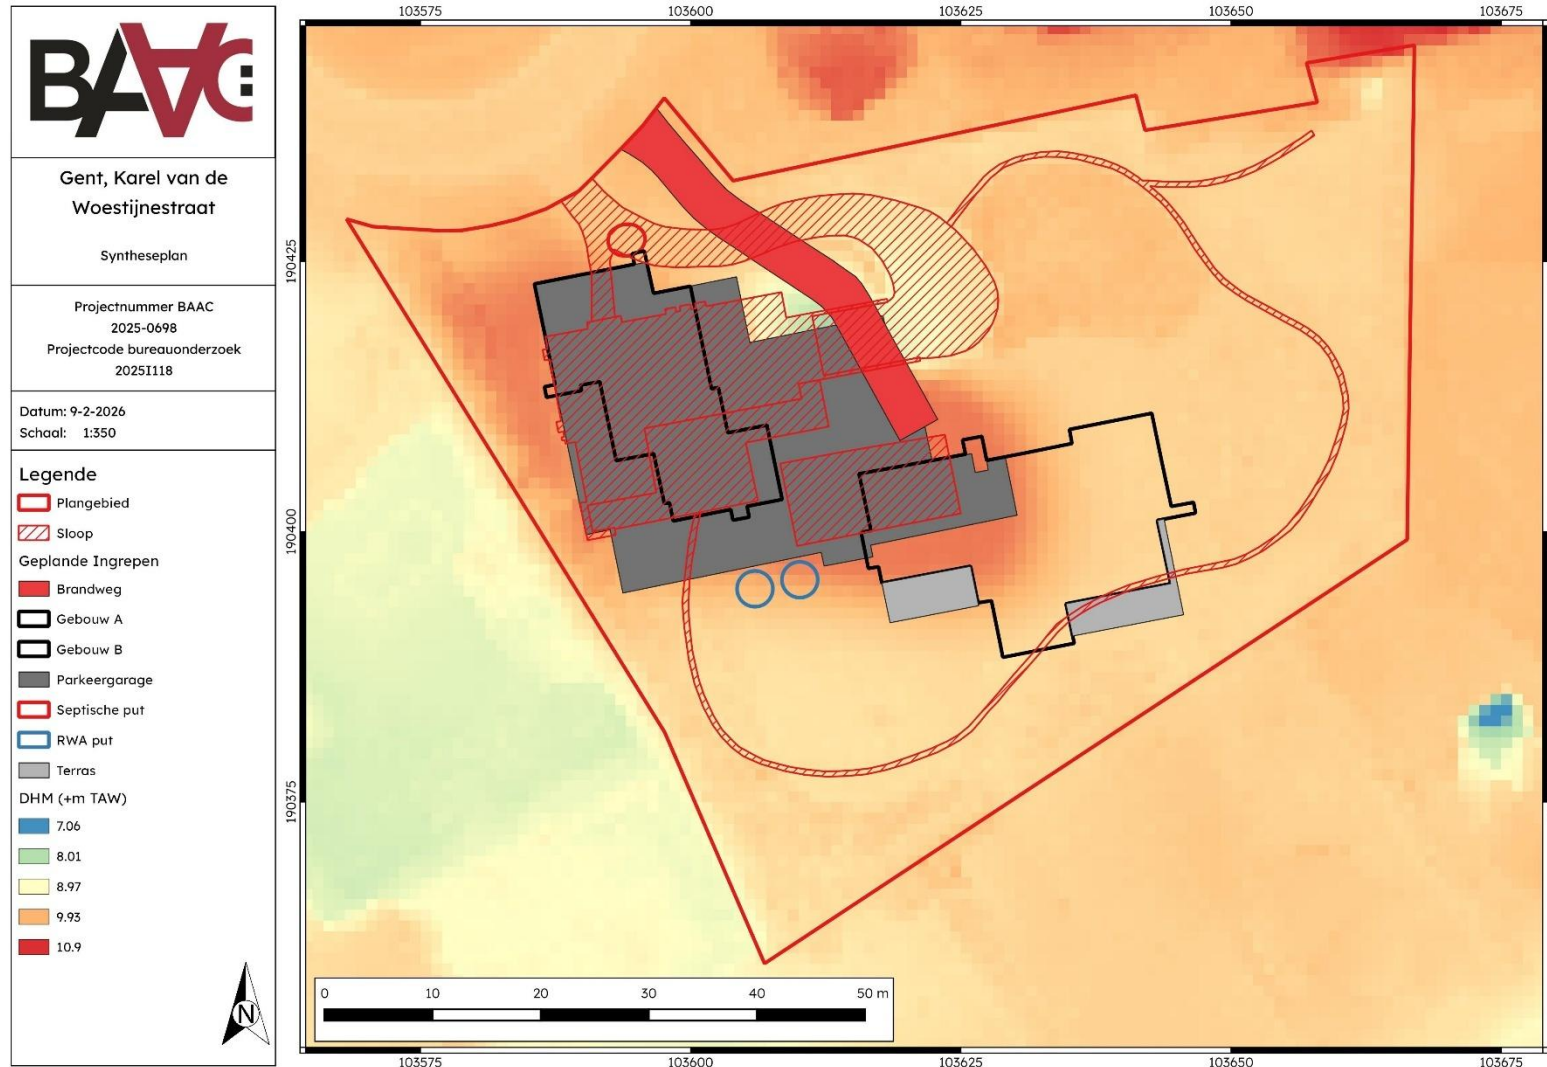 BAAC
Gent, Karel van de
Woestijnestraat
Syntheseplan
Projectnummer BAAC
2025-0698
Projectcode bureauonderzoek
2025I118
Datum: 9-2-2026
Schaal: 1:350
Legende
Plangebied
Sloop
Geplande Ingrepen
Brandweg
Gebouw A
Gebouw B
Parkeergarage
Septische put
RWA put
Terras
DHM (+m TAW)
7.06
8.01
8.97
9.93
10.9
N
103575 103600 103625 103650 103675
190425
190400
190375
0 10 20 30 40 50 m
103575 103600 103625 103650 103675